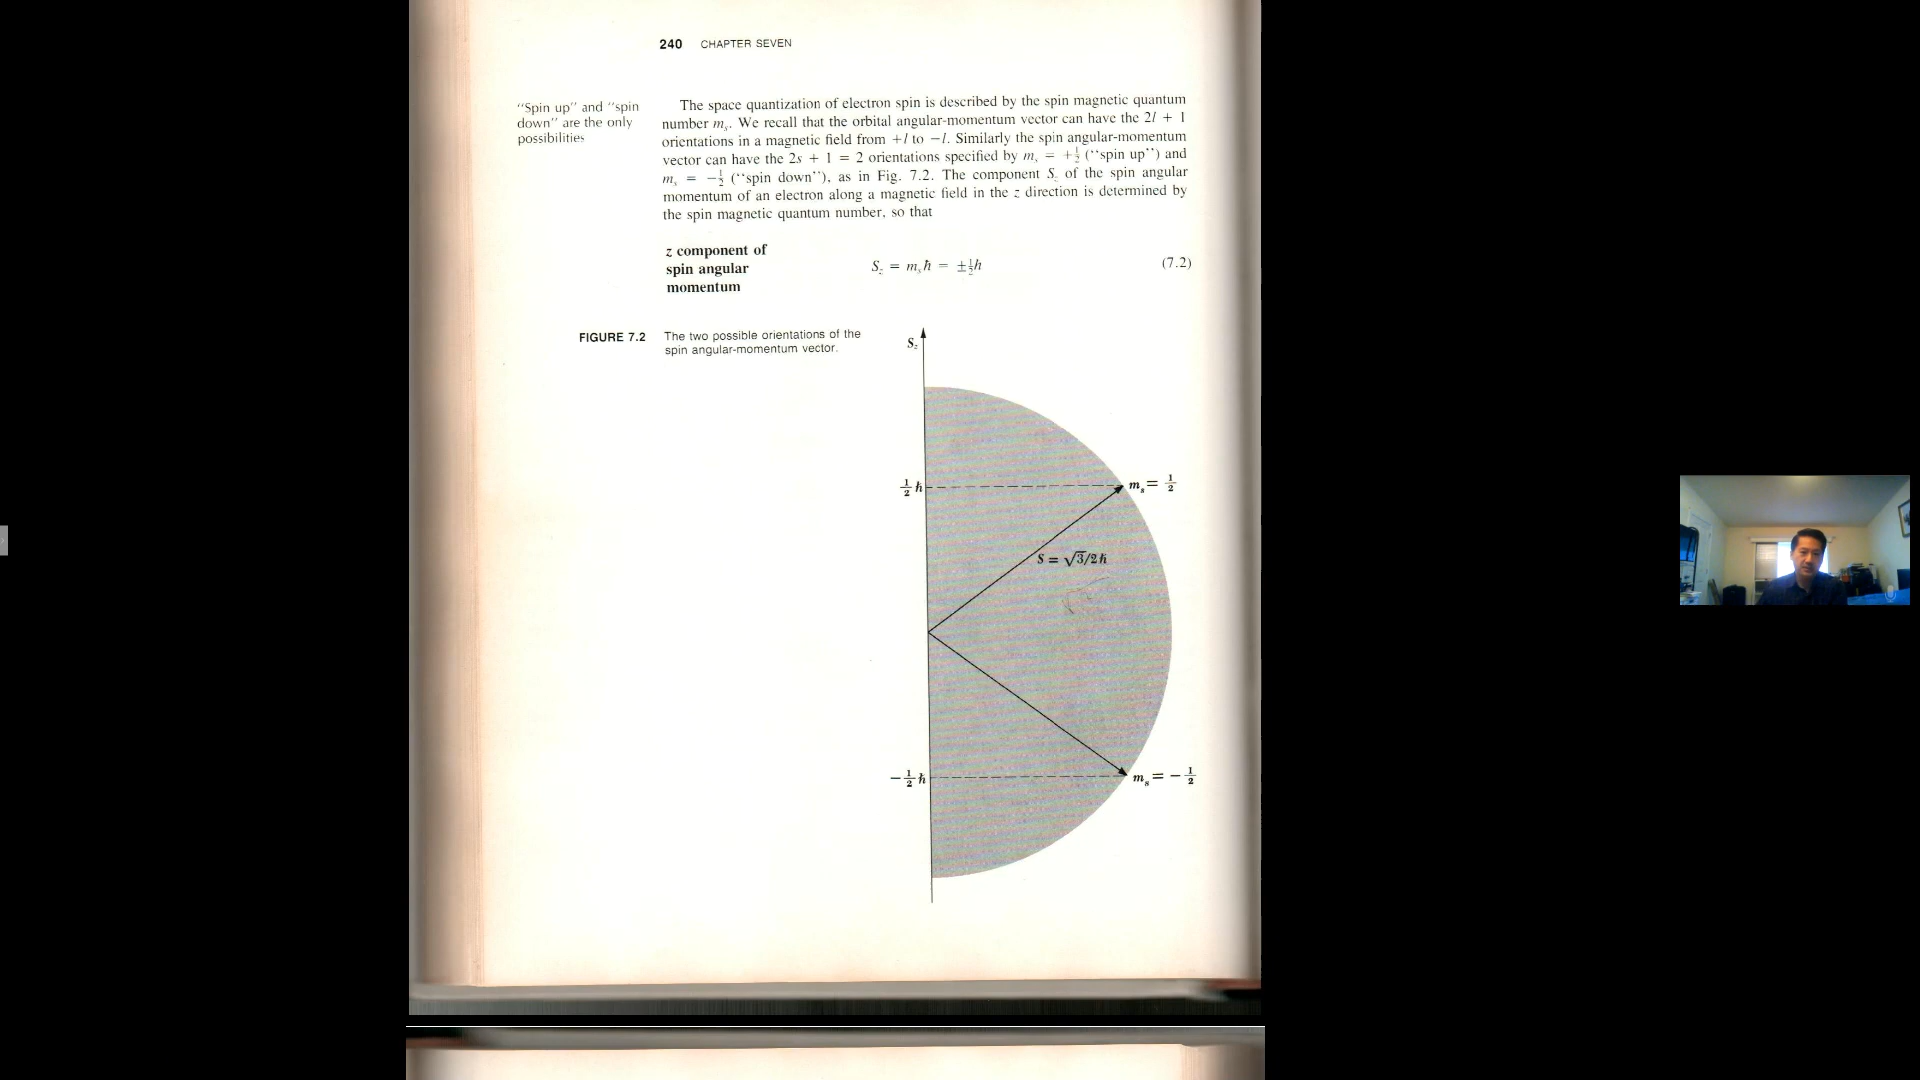 240 CHAPTER SEVEN
“Spin up” and “spin
down” are the only
possibilities
The space quantization of electron spin is described by the spin magnetic quantum
number mₛ. We recall that the orbital angular-momentum vector can have the 2l + 1
orientations in a magnetic field from +l to −l. Similarly the spin angular-momentum
vector can have the 2s + 1 = 2 orientations specified by mₛ = +½ (“spin up”) and
mₛ = −½ (“spin down”), as in Fig. 7.2. The component S_z of the spin angular
momentum of an electron along a magnetic field in the z direction is determined by
the spin magnetic quantum number, so that
z component of
spin angular
momentum
S_z = mₛħ = ±½ħ (7.2)
FIGURE 7.2 The two possible orientations of the
spin angular-momentum vector.
S_z
½ ħ
mₛ = ½
S = √3/2 ħ
−½ ħ
mₛ = −½